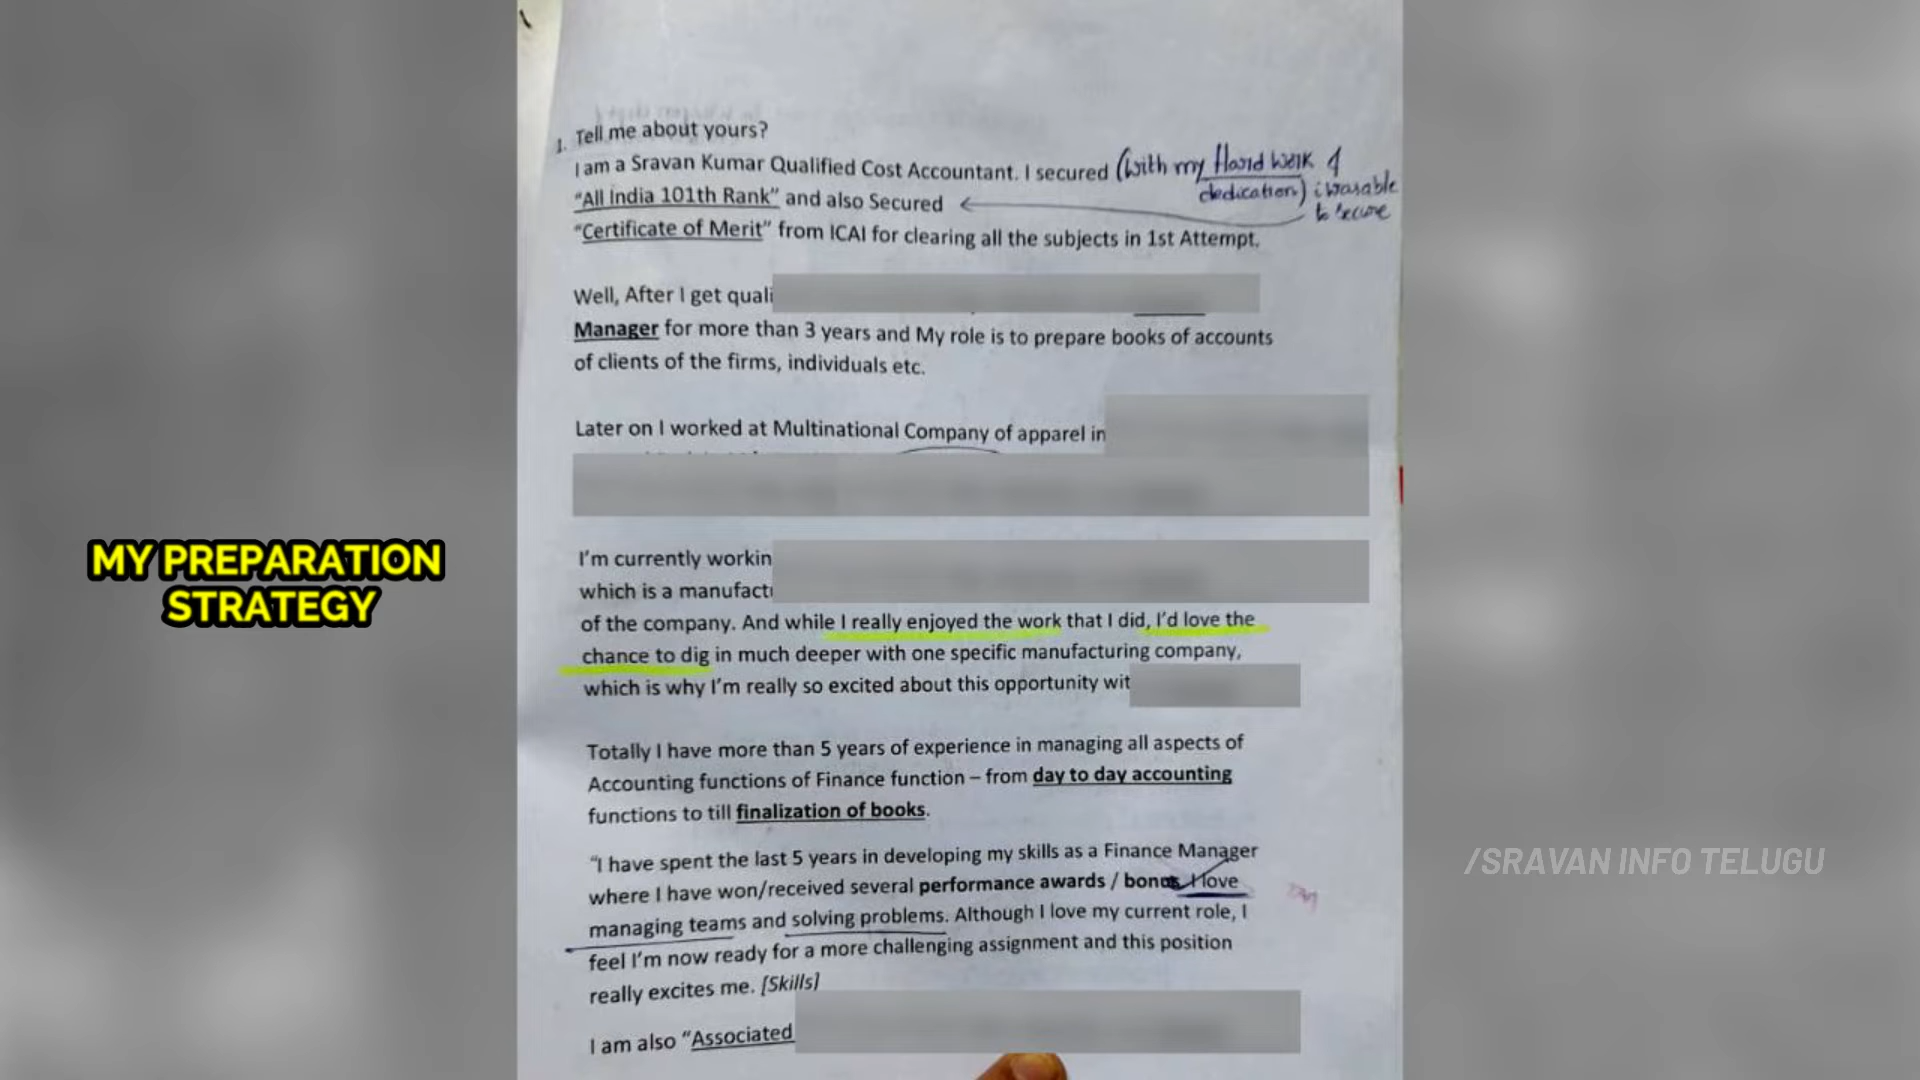 1. Tell me about yours?
I am a Sravan Kumar Qualified Cost Accountant. I secured (with my Hard work &
dedication) i was able
to secure
"All India 101th Rank" and also Secured
"Certificate of Merit" from ICAI for clearing all the subjects in 1st Attempt.
Well, After I get quali
Manager for more than 3 years and My role is to prepare books of accounts
of clients of the firms, individuals etc.
Later on I worked at Multinational Company of apparel in
I'm currently workin
which is a manufact
of the company. And while I really enjoyed the work that I did, I'd love the
chance to dig in much deeper with one specific manufacturing company,
which is why I'm really so excited about this opportunity wit
MY PREPARATION
STRATEGY
Totally I have more than 5 years of experience in managing all aspects of
Accounting functions of Finance function – from day to day accounting
functions to till finalization of books.
"I have spent the last 5 years in developing my skills as a Finance Manager
where I have won/received several performance awards / bonus. I love
managing teams and solving problems. Although I love my current role, I
feel I'm now ready for a more challenging assignment and this position
really excites me. [Skills]
I am also "Associated
/SRAVAN INFO TELUGU